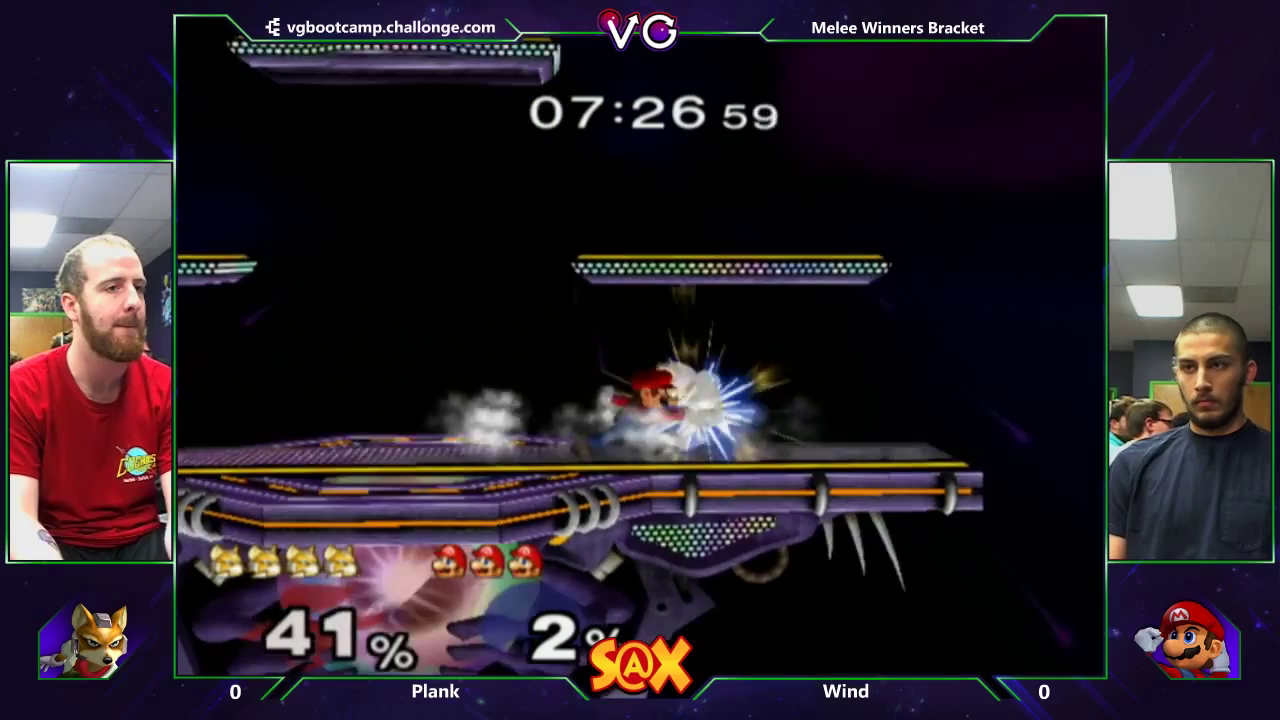 vgbootcamp.challonge.com
VG
Melee Winners Bracket
07:26 59
41%
2%
S@X
0
Plank
Wind
0